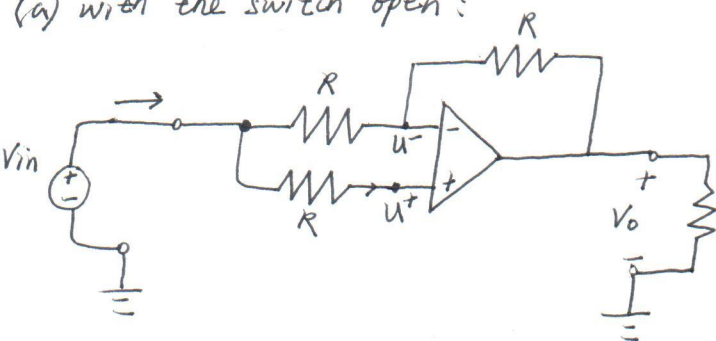 (a) with the switch open:
R
R
Vin
+
-
u-
-
+
u+
R
+
Vo
-